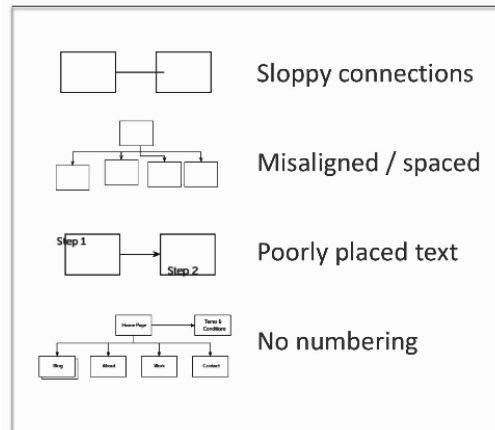 Sloppy connections
Misaligned / spaced
Step 1
Step 2
Poorly placed text
Home Page
Terms &
Conditions
Blog
About
Work
Contact
No numbering